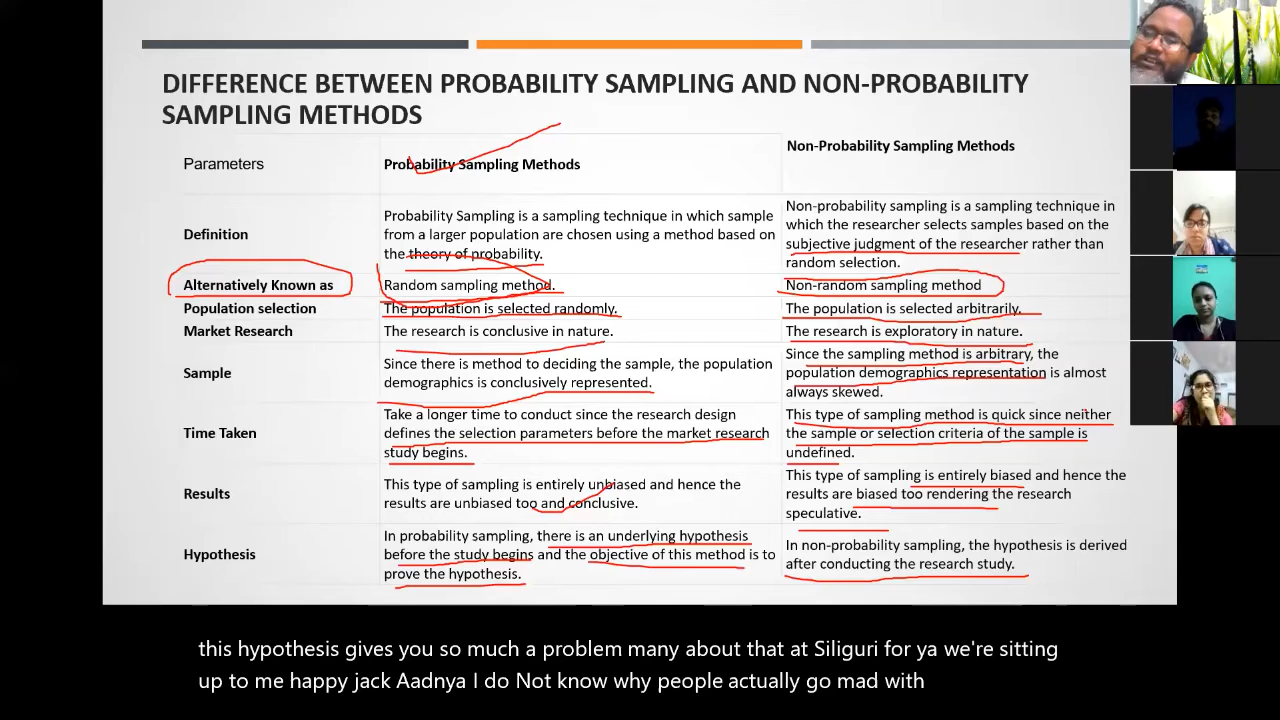 DIFFERENCE BETWEEN PROBABILITY SAMPLING AND NON-PROBABILITY
SAMPLING METHODS
Parameters
Probability Sampling Methods
Non-Probability Sampling Methods
Definition
Probability Sampling is a sampling technique in which sample
from a larger population are chosen using a method based on
the theory of probability.
Non-probability sampling is a sampling technique in
which the researcher selects samples based on the
subjective judgment of the researcher rather than
random selection.
Alternatively Known as
Random sampling method.
Non-random sampling method
Population selection
The population is selected randomly.
The population is selected arbitrarily.
Market Research
The research is conclusive in nature.
The research is exploratory in nature.
Sample
Since there is method to deciding the sample, the population
demographics is conclusively represented.
Since the sampling method is arbitrary, the
population demographics representation is almost
always skewed.
Time Taken
Take a longer time to conduct since the research design
defines the selection parameters before the market research
study begins.
This type of sampling method is quick since neither
the sample or selection criteria of the sample is
undefined.
Results
This type of sampling is entirely unbiased and hence the
results are unbiased too and conclusive.
This type of sampling is entirely biased and hence the
results are biased too rendering the research
speculative.
Hypothesis
In probability sampling, there is an underlying hypothesis
before the study begins and the objective of this method is to
prove the hypothesis.
In non-probability sampling, the hypothesis is derived
after conducting the research study.
this hypothesis gives you so much a problem many about that at Siliguri for ya we're sitting
up to me happy jack Aadnya I do Not know why people actually go mad with